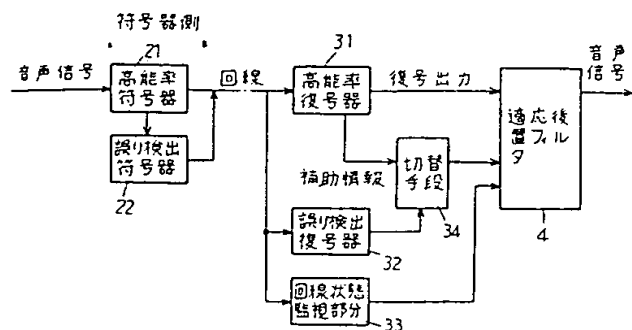 符号器側
21
音声信号
高能率
符号器
誤り検出
符号器
22
回線
31
高能率
復号器
復号出力
補助情報
切替
手段
34
誤り検出
復号器
32
回線状態
監視部分
33
適応後
置フィル
タ
4
音声
信号